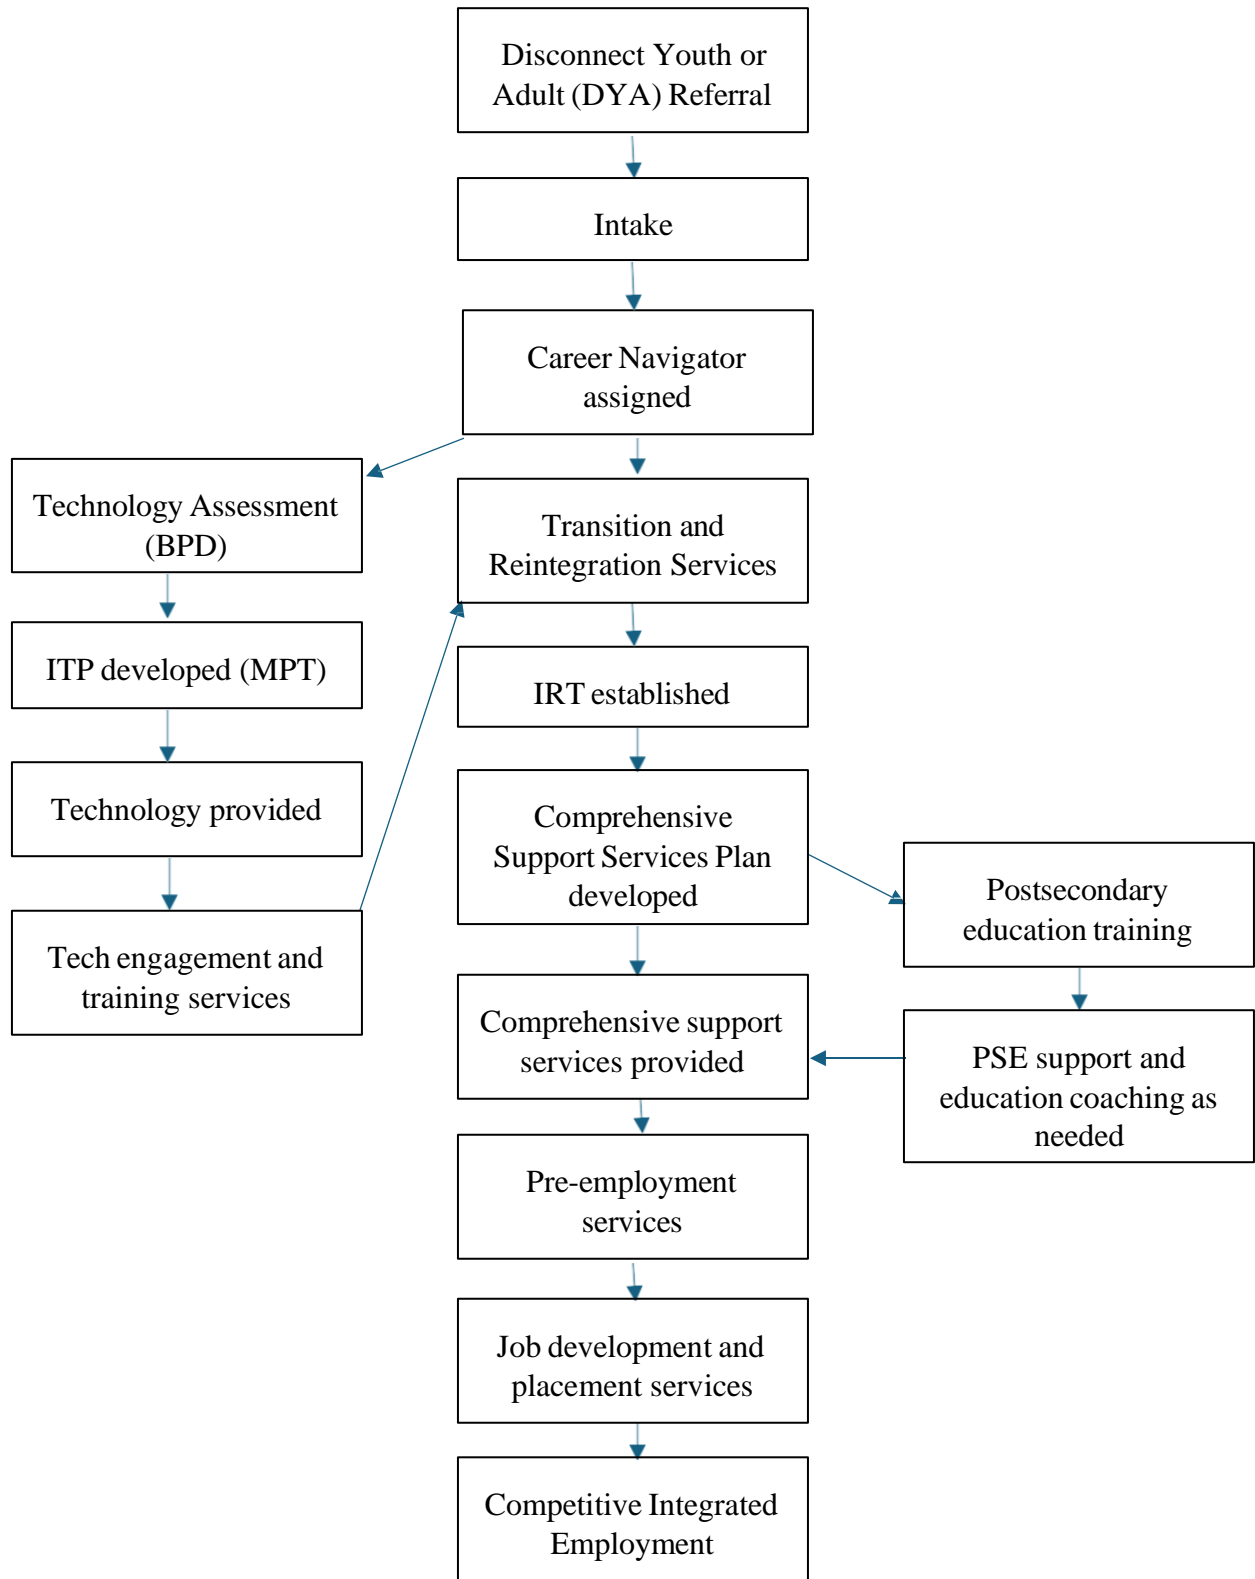 Disconnect Youth or
Adult (DYA) Referral
Intake
Career Navigator
assigned
Technology Assessment
(BPD)
ITP developed (MPT)
Technology provided
Tech engagement and
training services
Transition and
Reintegration Services
IRT established
Comprehensive
Support Services Plan
developed
Postsecondary
education training
PSE support and
education coaching as
needed
Comprehensive support
services provided
Pre-employment
services
Job development and
placement services
Competitive Integrated
Employment